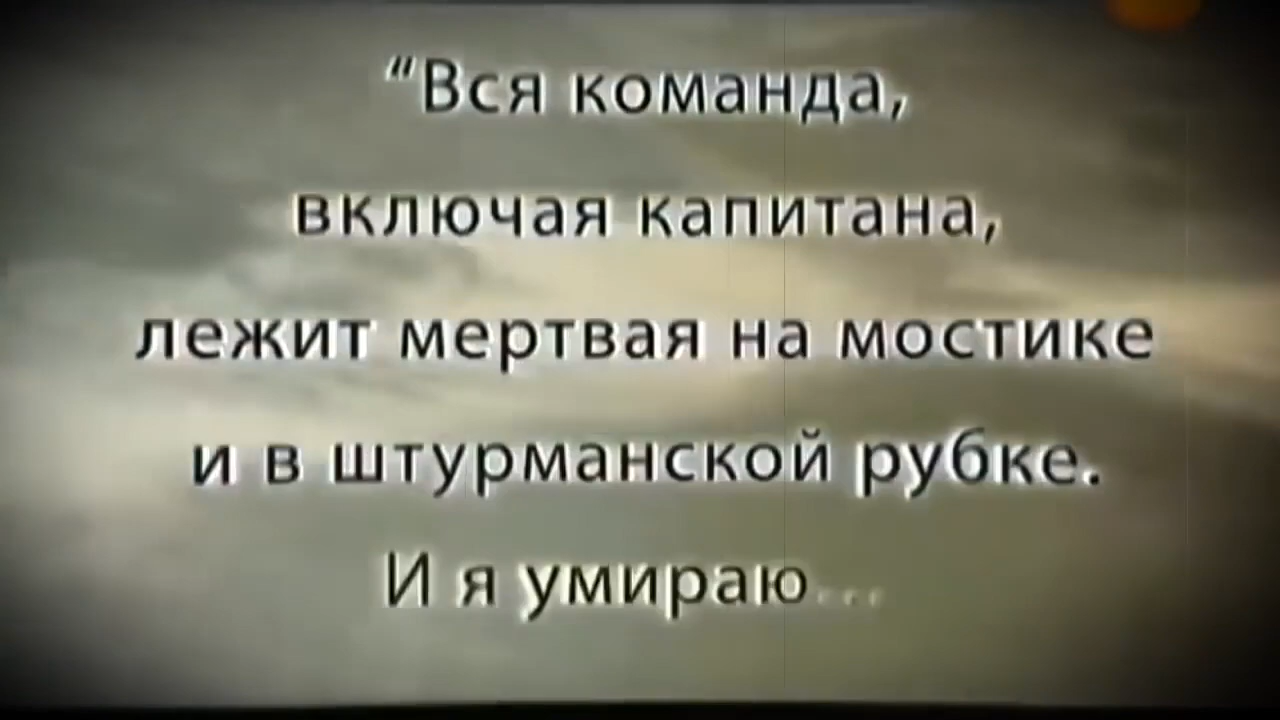 “Вся команда,
включая капитана,
лежит мертвая на мостике
и в штурманской рубке.
И я умираю...